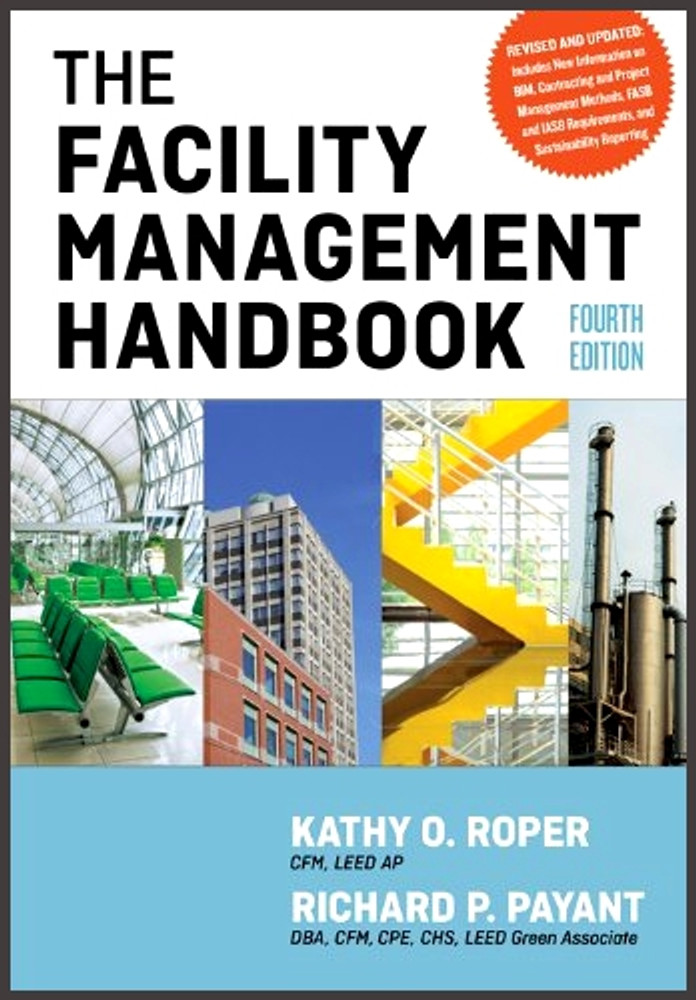 THE
FACILITY
MANAGEMENT
HANDBOOK
FOURTH
EDITION
REVISED AND UPDATED:
Includes New Information on
BIM, Contracting and Project
Management Methods, FASB
and IASB Requirements, and
Sustainability Reporting
KATHY O. ROPER
CFM, LEED AP
RICHARD P. PAYANT
DBA, CFM, CPE, CHS, LEED Green Associate